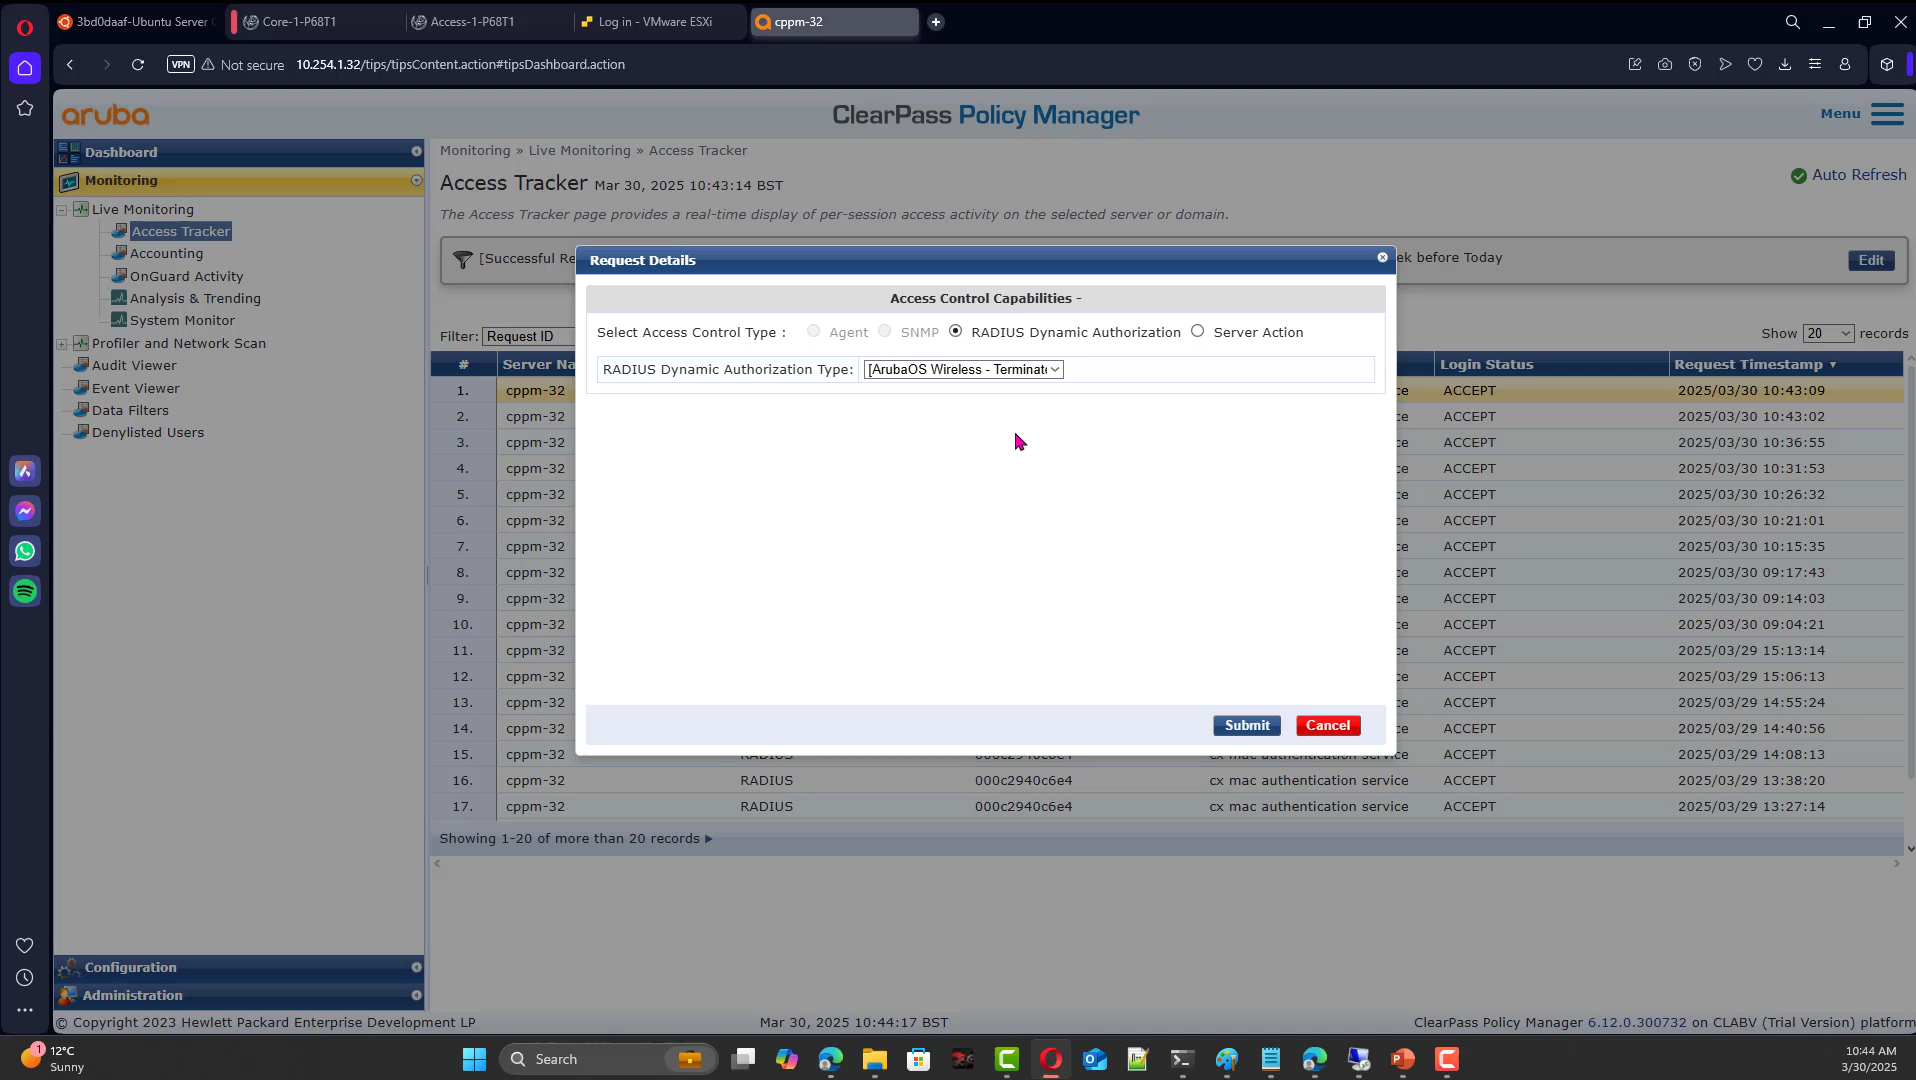 3bd0daaf-Ubuntu Server
Core-1-P68T1
Access-1-P68T1
Log in - VMware ESXi
cppm-32
VPN
Not secure
10.254.1.32/tips/tipsContent.action#tipsDashboard.action
aruba
ClearPass Policy Manager
Menu
Dashboard
Monitoring
Live Monitoring
Access Tracker
Accounting
OnGuard Activity
Analysis & Trending
System Monitor
Profiler and Network Scan
Audit Viewer
Event Viewer
Data Filters
Denylisted Users
Configuration
Administration
Monitoring » Live Monitoring » Access Tracker
Access Tracker Mar 30, 2025 10:43:14 BST
Auto Refresh
The Access Tracker page provides a real-time display of per-session access activity on the selected server or domain.
[Successful Re
ek before Today
Edit
Filter: Request ID
Show 20 records
# Server Na Login Status Request Timestamp ▼
1. cppm-32 ce ACCEPT 2025/03/30 10:43:09
2. cppm-32 ce ACCEPT 2025/03/30 10:43:02
3. cppm-32 ce ACCEPT 2025/03/30 10:36:55
4. cppm-32 ce ACCEPT 2025/03/30 10:31:53
5. cppm-32 ce ACCEPT 2025/03/30 10:26:32
6. cppm-32 ce ACCEPT 2025/03/30 10:21:01
7. cppm-32 ce ACCEPT 2025/03/30 10:15:35
8. cppm-32 ce ACCEPT 2025/03/30 09:17:43
9. cppm-32 ce ACCEPT 2025/03/30 09:14:03
10. cppm-32 ce ACCEPT 2025/03/30 09:04:21
11. cppm-32 ce ACCEPT 2025/03/29 15:13:14
12. cppm-32 ce ACCEPT 2025/03/29 15:06:13
13. cppm-32 ce ACCEPT 2025/03/29 14:55:24
14. cppm-32 ce ACCEPT 2025/03/29 14:40:56
15. cppm-32 RADIUS 000c2940c6e4 cx mac authentication service ACCEPT 2025/03/29 14:08:13
16. cppm-32 RADIUS 000c2940c6e4 cx mac authentication service ACCEPT 2025/03/29 13:38:20
17. cppm-32 RADIUS 000c2940c6e4 cx mac authentication service ACCEPT 2025/03/29 13:27:14
Showing 1-20 of more than 20 records ▶
Request Details
Access Control Capabilities -
Select Access Control Type : Agent SNMP RADIUS Dynamic Authorization Server Action
RADIUS Dynamic Authorization Type: [ArubaOS Wireless - Terminate
Submit
Cancel
© Copyright 2023 Hewlett Packard Enterprise Development LP
Mar 30, 2025 10:44:17 BST
ClearPass Policy Manager 6.12.0.300732 on CLABV (Trial Version) platform
1
12°C
Sunny
Search
10:44 AM
3/30/2025